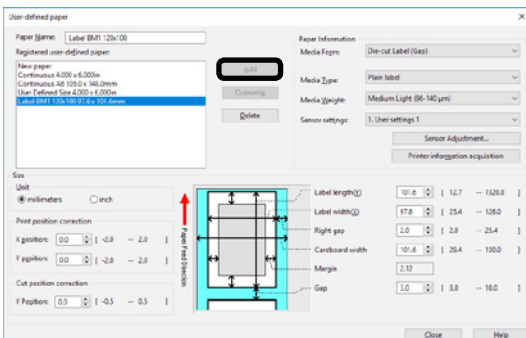 User-defined paper
Paper Name: Label BM1 120x100
Registered user-defined paper:
New paper
Continuous 4.000 x 6.000in
Continuous A6 105.0 x 148.0mm
User Defined Size 4.000 x 6.000in
Label BM1 120x100 97.6 x 101.6mm
Add
Overwrite
Delete
Paper Information
Media Form: Die-cut Label (Gap)
Media Type: Plain label
Media Weight: Medium Light (96-140 μm)
Sensor settings: 1. User settings 1
Sensor Adjustment...
Printer information acquisition
Size
Unit
millimeters inch
Print position correction
X position: 0.0 [ -2.0 -- 2.0 ]
Y position: 0.0 [ -2.0 -- 2.0 ]
Cut position correction
Y Position: 0.3 [ -0.5 -- 0.5 ]
Paper Feed Direction
Label length(Y) 101.6 [ 12.7 -- 1320.8 ]
Label width(X) 97.6 [ 25.4 -- 126.0 ]
Right gap 2.0 [ 2.0 -- 25.4 ]
Cardboard width 101.6 [ 29.4 -- 130.0 ]
Margin 2.12
Gap 3.0 [ 3.0 -- 10.0 ]
Close Help